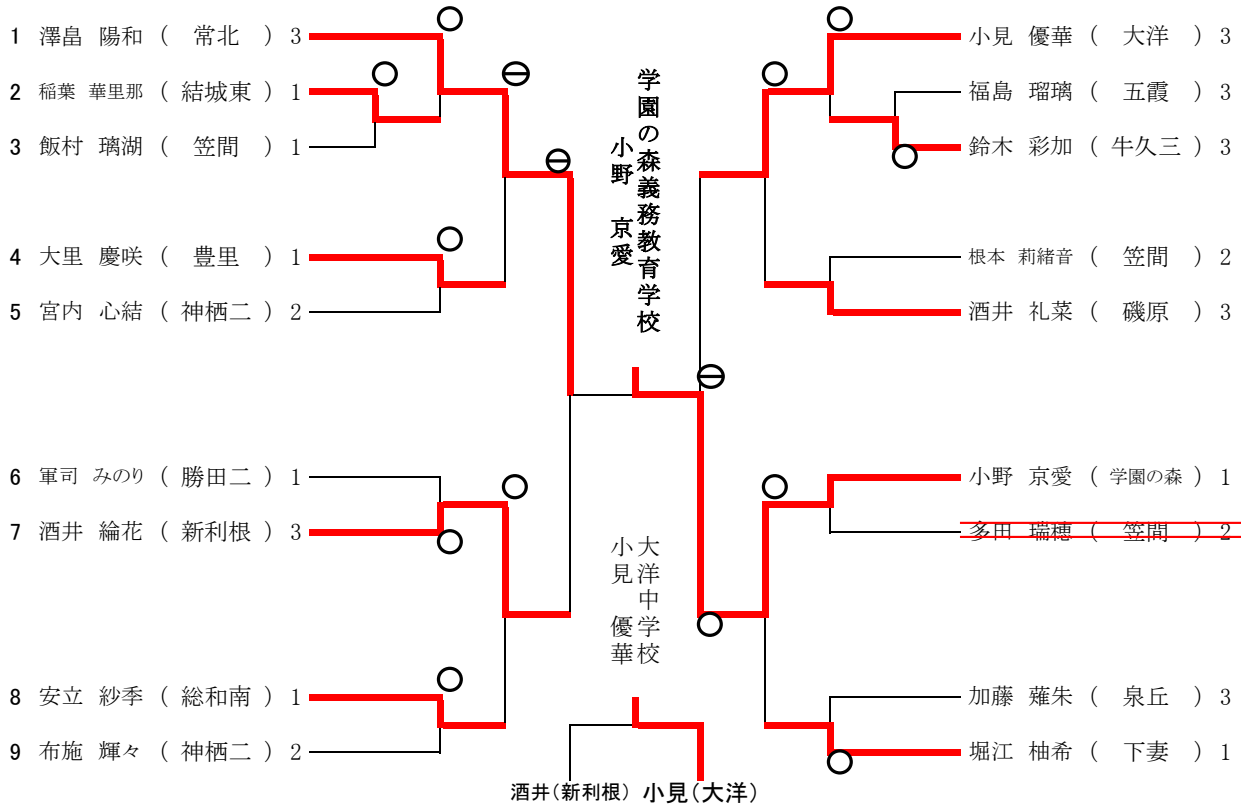 1 澤畠 陽和 ( 常北 ) 3
2 稲葉 華里那 ( 結城東 ) 1
3 飯村 璃湖 ( 笠間 ) 1
4 大里 慶咲 ( 豊里 ) 1
5 宮内 心結 ( 神栖二 ) 2
6 軍司 みのり ( 勝田二 ) 1
7 酒井 綸花 ( 新利根 ) 3
8 安立 紗季 ( 総和南 ) 1
9 布施 輝々 ( 神栖二 ) 2
学園の森義務教育学校
小野 京愛
大洋中学校
小見 優華
小見 優華 ( 大洋 ) 3
福島 瑠璃 ( 五霞 ) 3
鈴木 彩加 ( 牛久三 ) 3
根本 莉緒音 ( 笠間 ) 2
酒井 礼菜 ( 磯原 ) 3
小野 京愛 ( 学園の森 ) 1
多田 瑞穂 ( 笠間 ) 2
加藤 薙朱 ( 泉丘 ) 3
堀江 柚希 ( 下妻 ) 1
酒井(新利根) 小見(大洋)